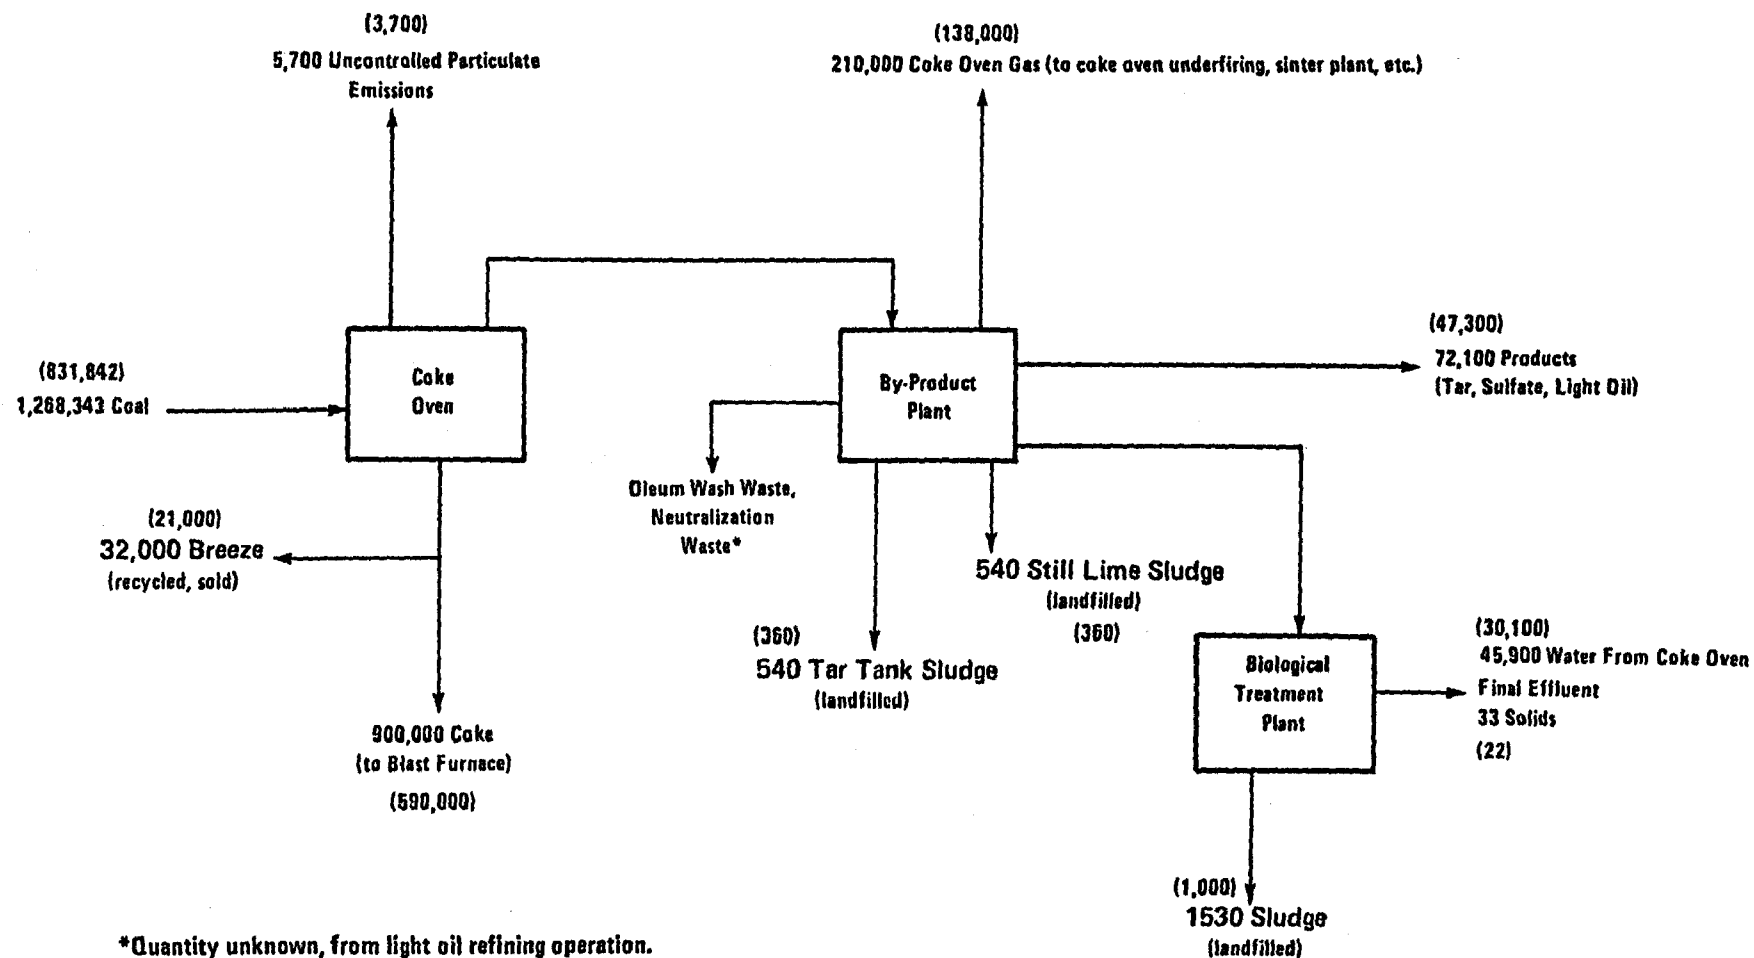 (3,700)
5,700 Uncontrolled Particulate
Emissions
(138,000)
210,000 Coke Oven Gas (to coke oven underfiring, sinter plant, etc.)
(831,842)
1,268,343 Coal
Coke
Oven
By-Product
Plant
(47,300)
72,100 Products
(Tar, Sulfate, Light Oil)
(21,000)
32,000 Breeze
(recycled, sold)
Oleum Wash Waste,
Neutralization
Waste*
540 Still Lime Sludge
(landfilled)
(360)
(360)
540 Tar Tank Sludge
(landfilled)
900,000 Coke
(to Blast Furnace)
(590,000)
Biological
Treatment
Plant
(30,100)
45,900 Water From Coke Oven
Final Effluent
33 Solids
(22)
(1,000)
1530 Sludge
(landfilled)
*Quantity unknown, from light oil refining operation.